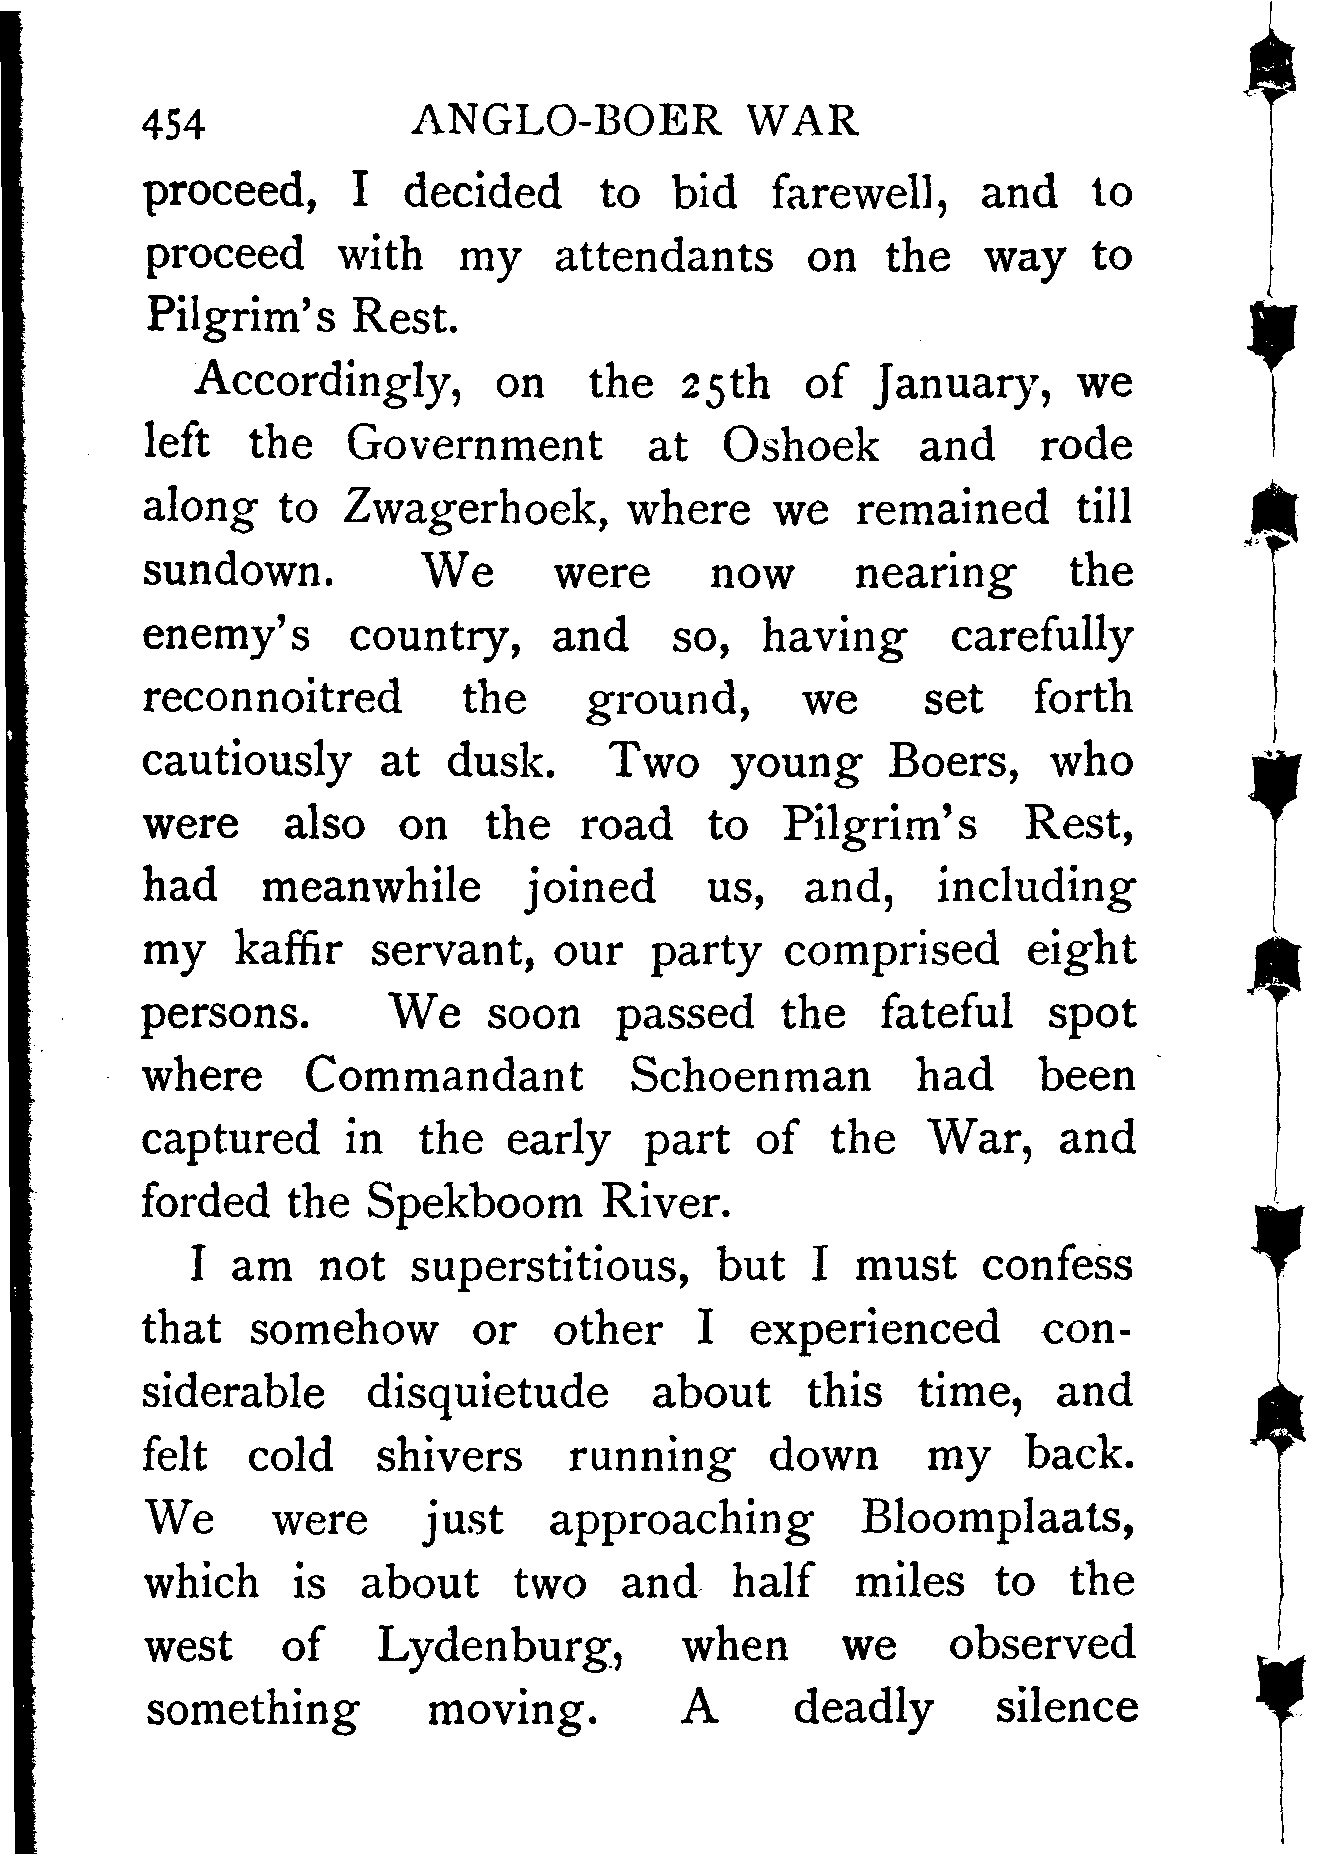 454 ANGLO-BOER WAR
proceed, I decided to bid farewell, and to
proceed with my attendants on the way to
Pilgrim's Rest.
Accordingly, on the 25th of January, we
left the Government at Oshoek and rode
along to Zwagerhoek, where we remained till
sundown. We were now nearing the
enemy's country, and so, having carefully
reconnoitred the ground, we set forth
cautiously at dusk. Two young Boers, who
were also on the road to Pilgrim's Rest,
had meanwhile joined us, and, including
my kaffir servant, our party comprised eight
persons. We soon passed the fateful spot
where Commandant Schoenman had been
captured in the early part of the War, and
forded the Spekboom River.
I am not superstitious, but I must confess
that somehow or other I experienced con-
siderable disquietude about this time, and
felt cold shivers running down my back.
We were just approaching Bloomplaats,
which is about two and half miles to the
west of Lydenburg, when we observed
something moving. A deadly silence